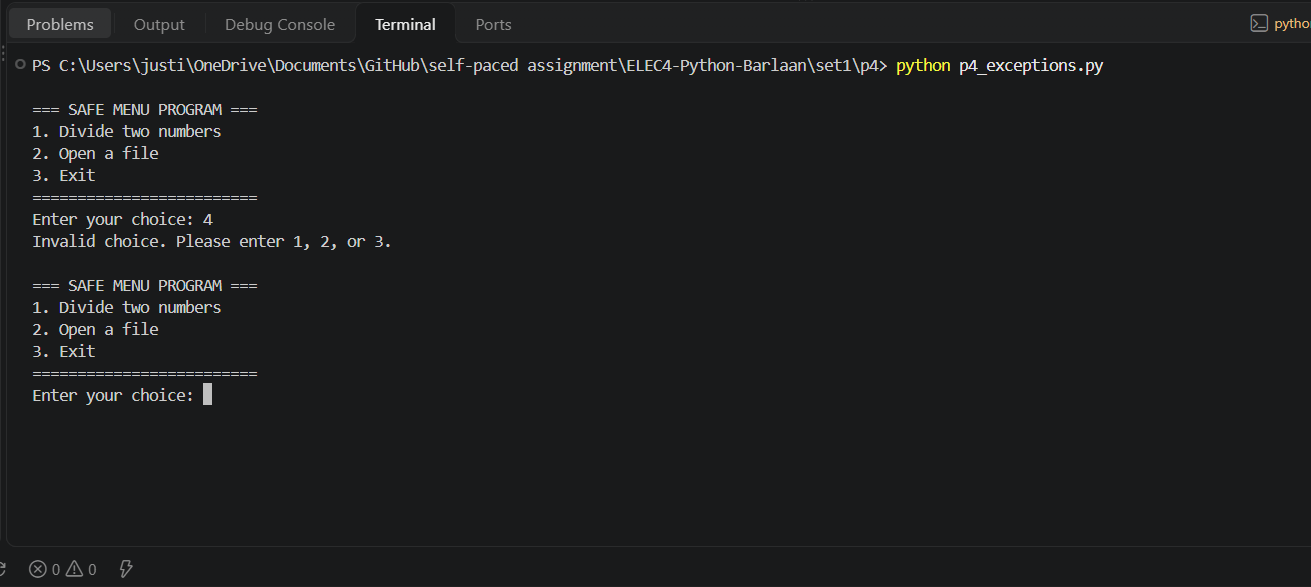 Problems Output Debug Console Terminal Ports
PS C:\Users\justi\OneDrive\Documents\GitHub\self-paced assignment\ELEC4-Python-Barlaan\set1\p4> python p4_exceptions.py
=== SAFE MENU PROGRAM ===
1. Divide two numbers
2. Open a file
3. Exit
=========================
Enter your choice: 4
Invalid choice. Please enter 1, 2, or 3.
=== SAFE MENU PROGRAM ===
1. Divide two numbers
2. Open a file
3. Exit
=========================
Enter your choice:
0 0